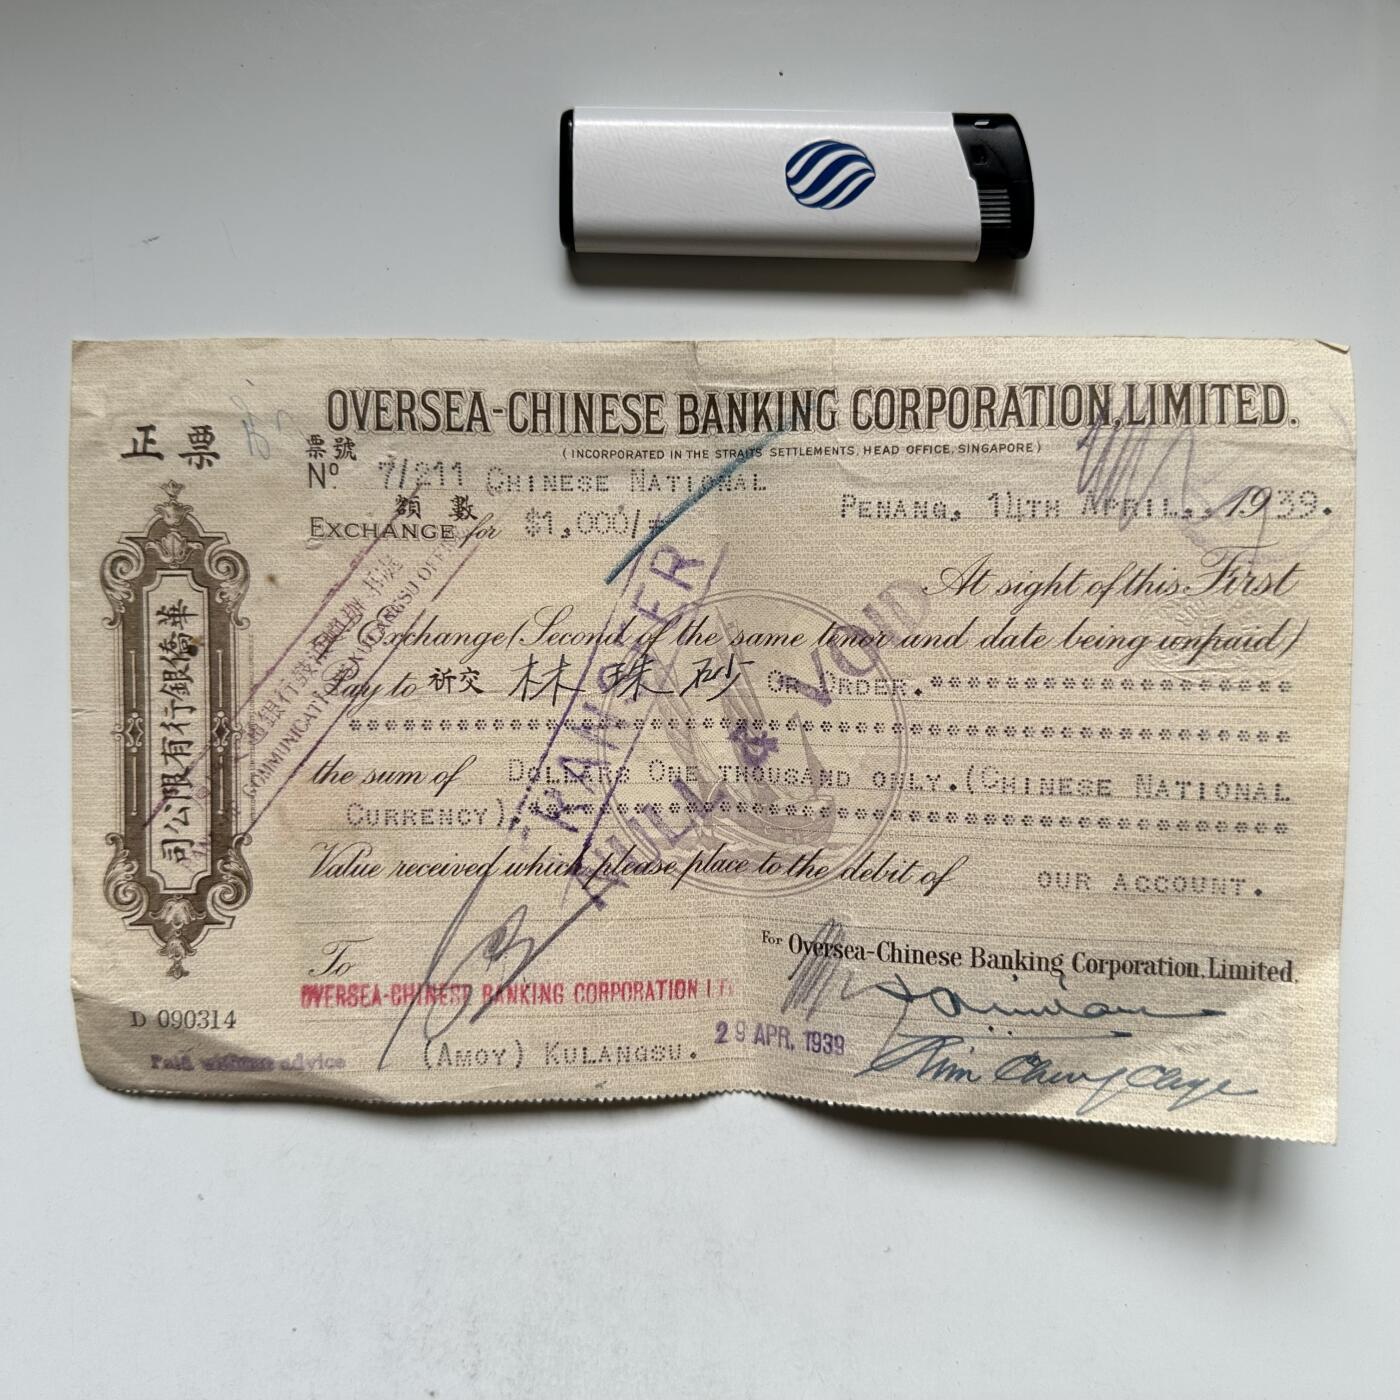 OVERSEA-CHINESE BANKING CORPORATION, LIMITED.
(INCORPORATED IN THE STRAITS SETTLEMENTS, HEAD OFFICE, SINGAPORE)
正票
票號
No. 7/211 CHINESE NATIONAL
額數
EXCHANGE for $1,000/=
PENANG, 14TH APRIL, 1939.
At sight of this First
Exchange (Second of the same tenor and date being unpaid)
Pay to 祈交 林珠砂 OR ORDER.
the sum of DOLLARS ONE THOUSAND ONLY. (CHINESE NATIONAL
CURRENCY).
Value received which please place to the debit of OUR ACCOUNT.
TRANSFER
NULL & VOID
華僑銀行有限公司
For Oversea-Chinese Banking Corporation, Limited.
To
OVERSEA-CHINESE BANKING CORPORATION LTD
(AMOY) KULANGSU.
29 APR. 1939
Lim Cheng
D 090314
Paid without advice